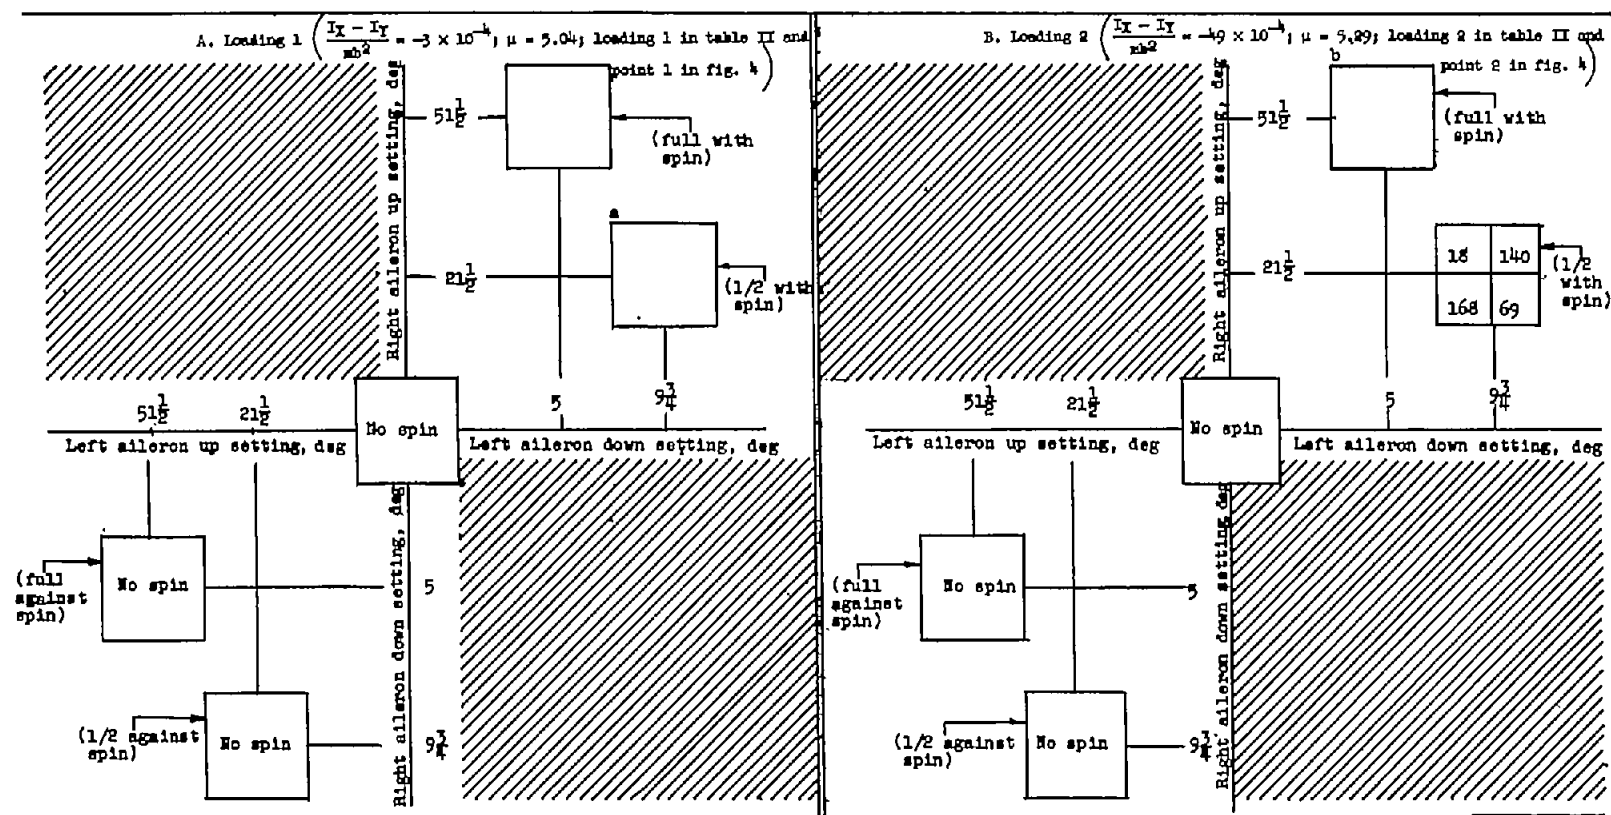 A. Loading 1 ( (I_X − I_Y)/mb² = −3 × 10⁻⁴; μ = 5.04; loading 1 in table II and
point 1 in fig. 4 )
Right aileron up setting, deg
51½
(full with
spin)
a
21½
(1/2 with
spin)
51½ 21½ No spin 5 9¾
Left aileron up setting, deg Left aileron down setting, deg
Right aileron down setting, deg
(full
against
spin)
No spin 5
(1/2 against
spin)
No spin 9¾
B. Loading 2 ( (I_X − I_Y)/mb² = −49 × 10⁻⁴; μ = 5.29; loading 2 in table II and
point 2 in fig. 4 )
Right aileron up setting, deg
b
51½
(full with
spin)
21½
18 140
168 69
(1/2
with
spin)
51½ 21½ No spin 5 9¾
Left aileron up setting, deg Left aileron down setting, deg
Right aileron down setting, deg
(full
against
spin)
No spin 5
(1/2 against
spin)
No spin 9¾